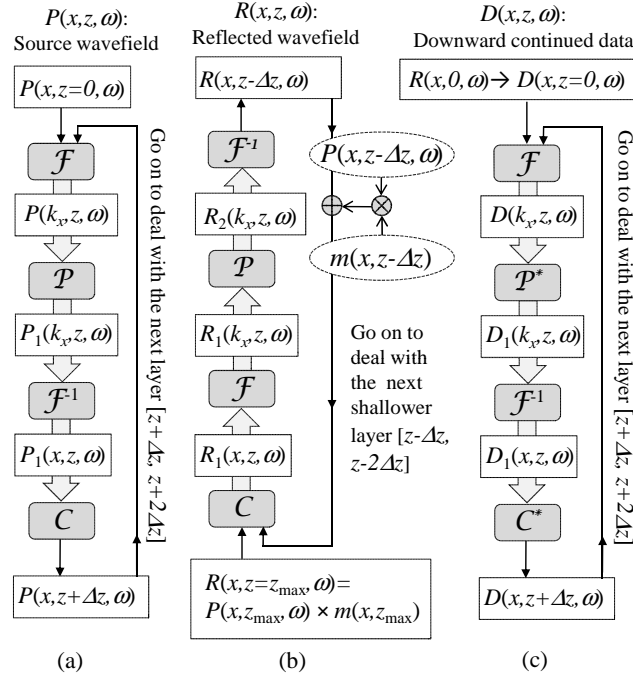 P(x,z,ω):
Source wavefield
P(x,z=0,ω)
ℱ
P(kₓ,z,ω)
𝒫
P₁(kₓ,z,ω)
ℱ⁻¹
P₁(x,z,ω)
C
P(x,z+Δz,ω)
Go on to deal with the next layer [z+Δz, z+2Δz]
(a)
R(x,z,ω):
Reflected wavefield
R(x,z-Δz,ω)
ℱ⁻¹
P(x,z-Δz,ω)
R₂(kₓ,z,ω)
m(x,z-Δz)
𝒫
R₁(kₓ,z,ω)
ℱ
R₁(x,z,ω)
C
Go on to
deal with
the next
shallower
layer [z-Δz,
z-2Δz]
R(x,z=z_max,ω)=
P(x,z_max,ω) × m(x,z_max)
(b)
D(x,z,ω):
Downward continued data
R(x,0,ω)→ D(x,z=0,ω)
ℱ
D(kₓ,z,ω)
𝒫*
D₁(kₓ,z,ω)
ℱ⁻¹
D₁(x,z,ω)
C*
D(x,z+Δz,ω)
Go on to deal with the next layer [z+Δz, z+2Δz]
(c)